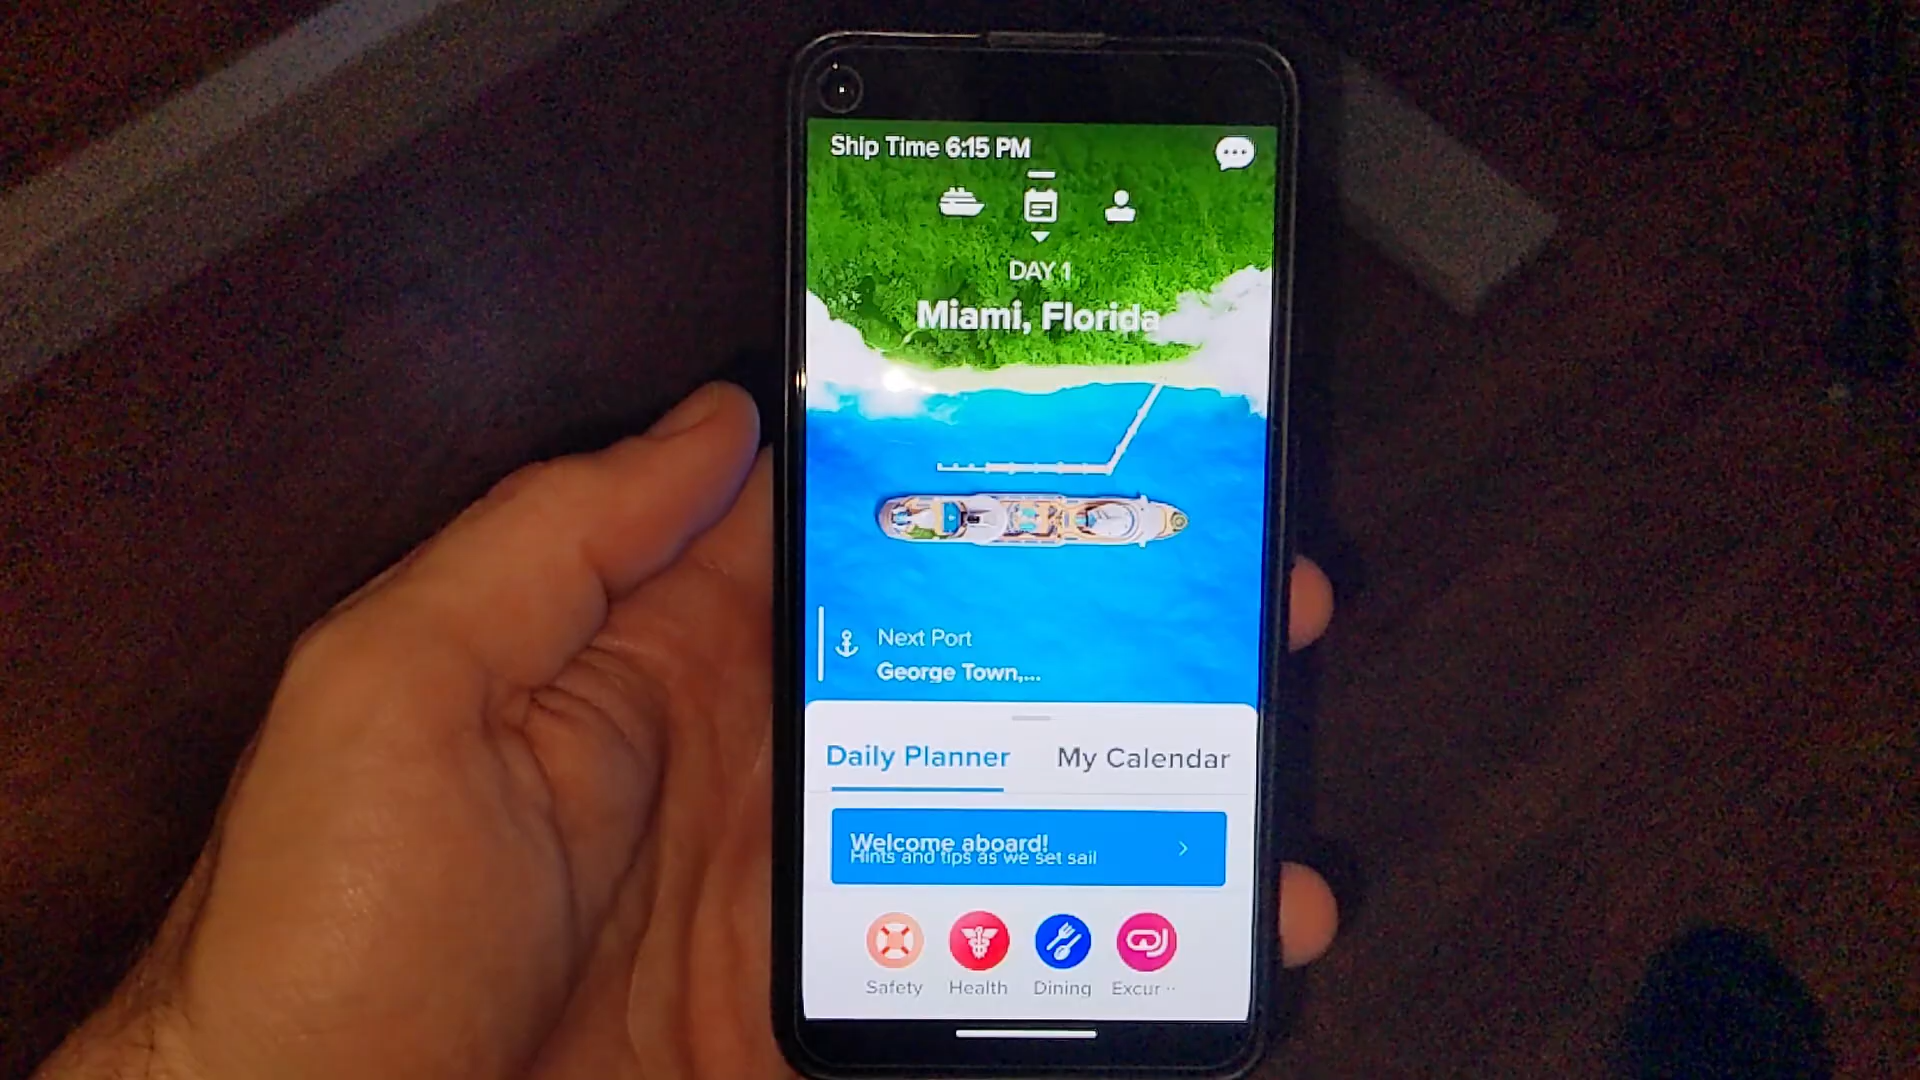 Ship Time 6:15 PM
DAY 1
Miami, Florida
Next Port
George Town,...
Daily Planner
My Calendar
Welcome aboard!
Hints and tips as we set sail
Safety
Health
Dining
Excur ··